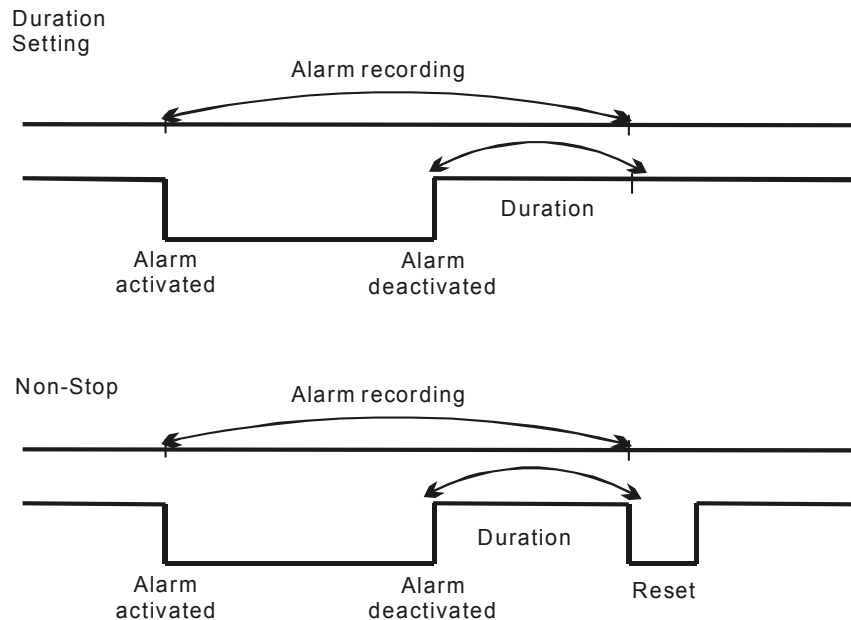 Duration
Setting
Alarm recording
Duration
Alarm
activated
Alarm
deactivated
Non-Stop
Alarm recording
Duration
Alarm
activated
Alarm
deactivated
Reset